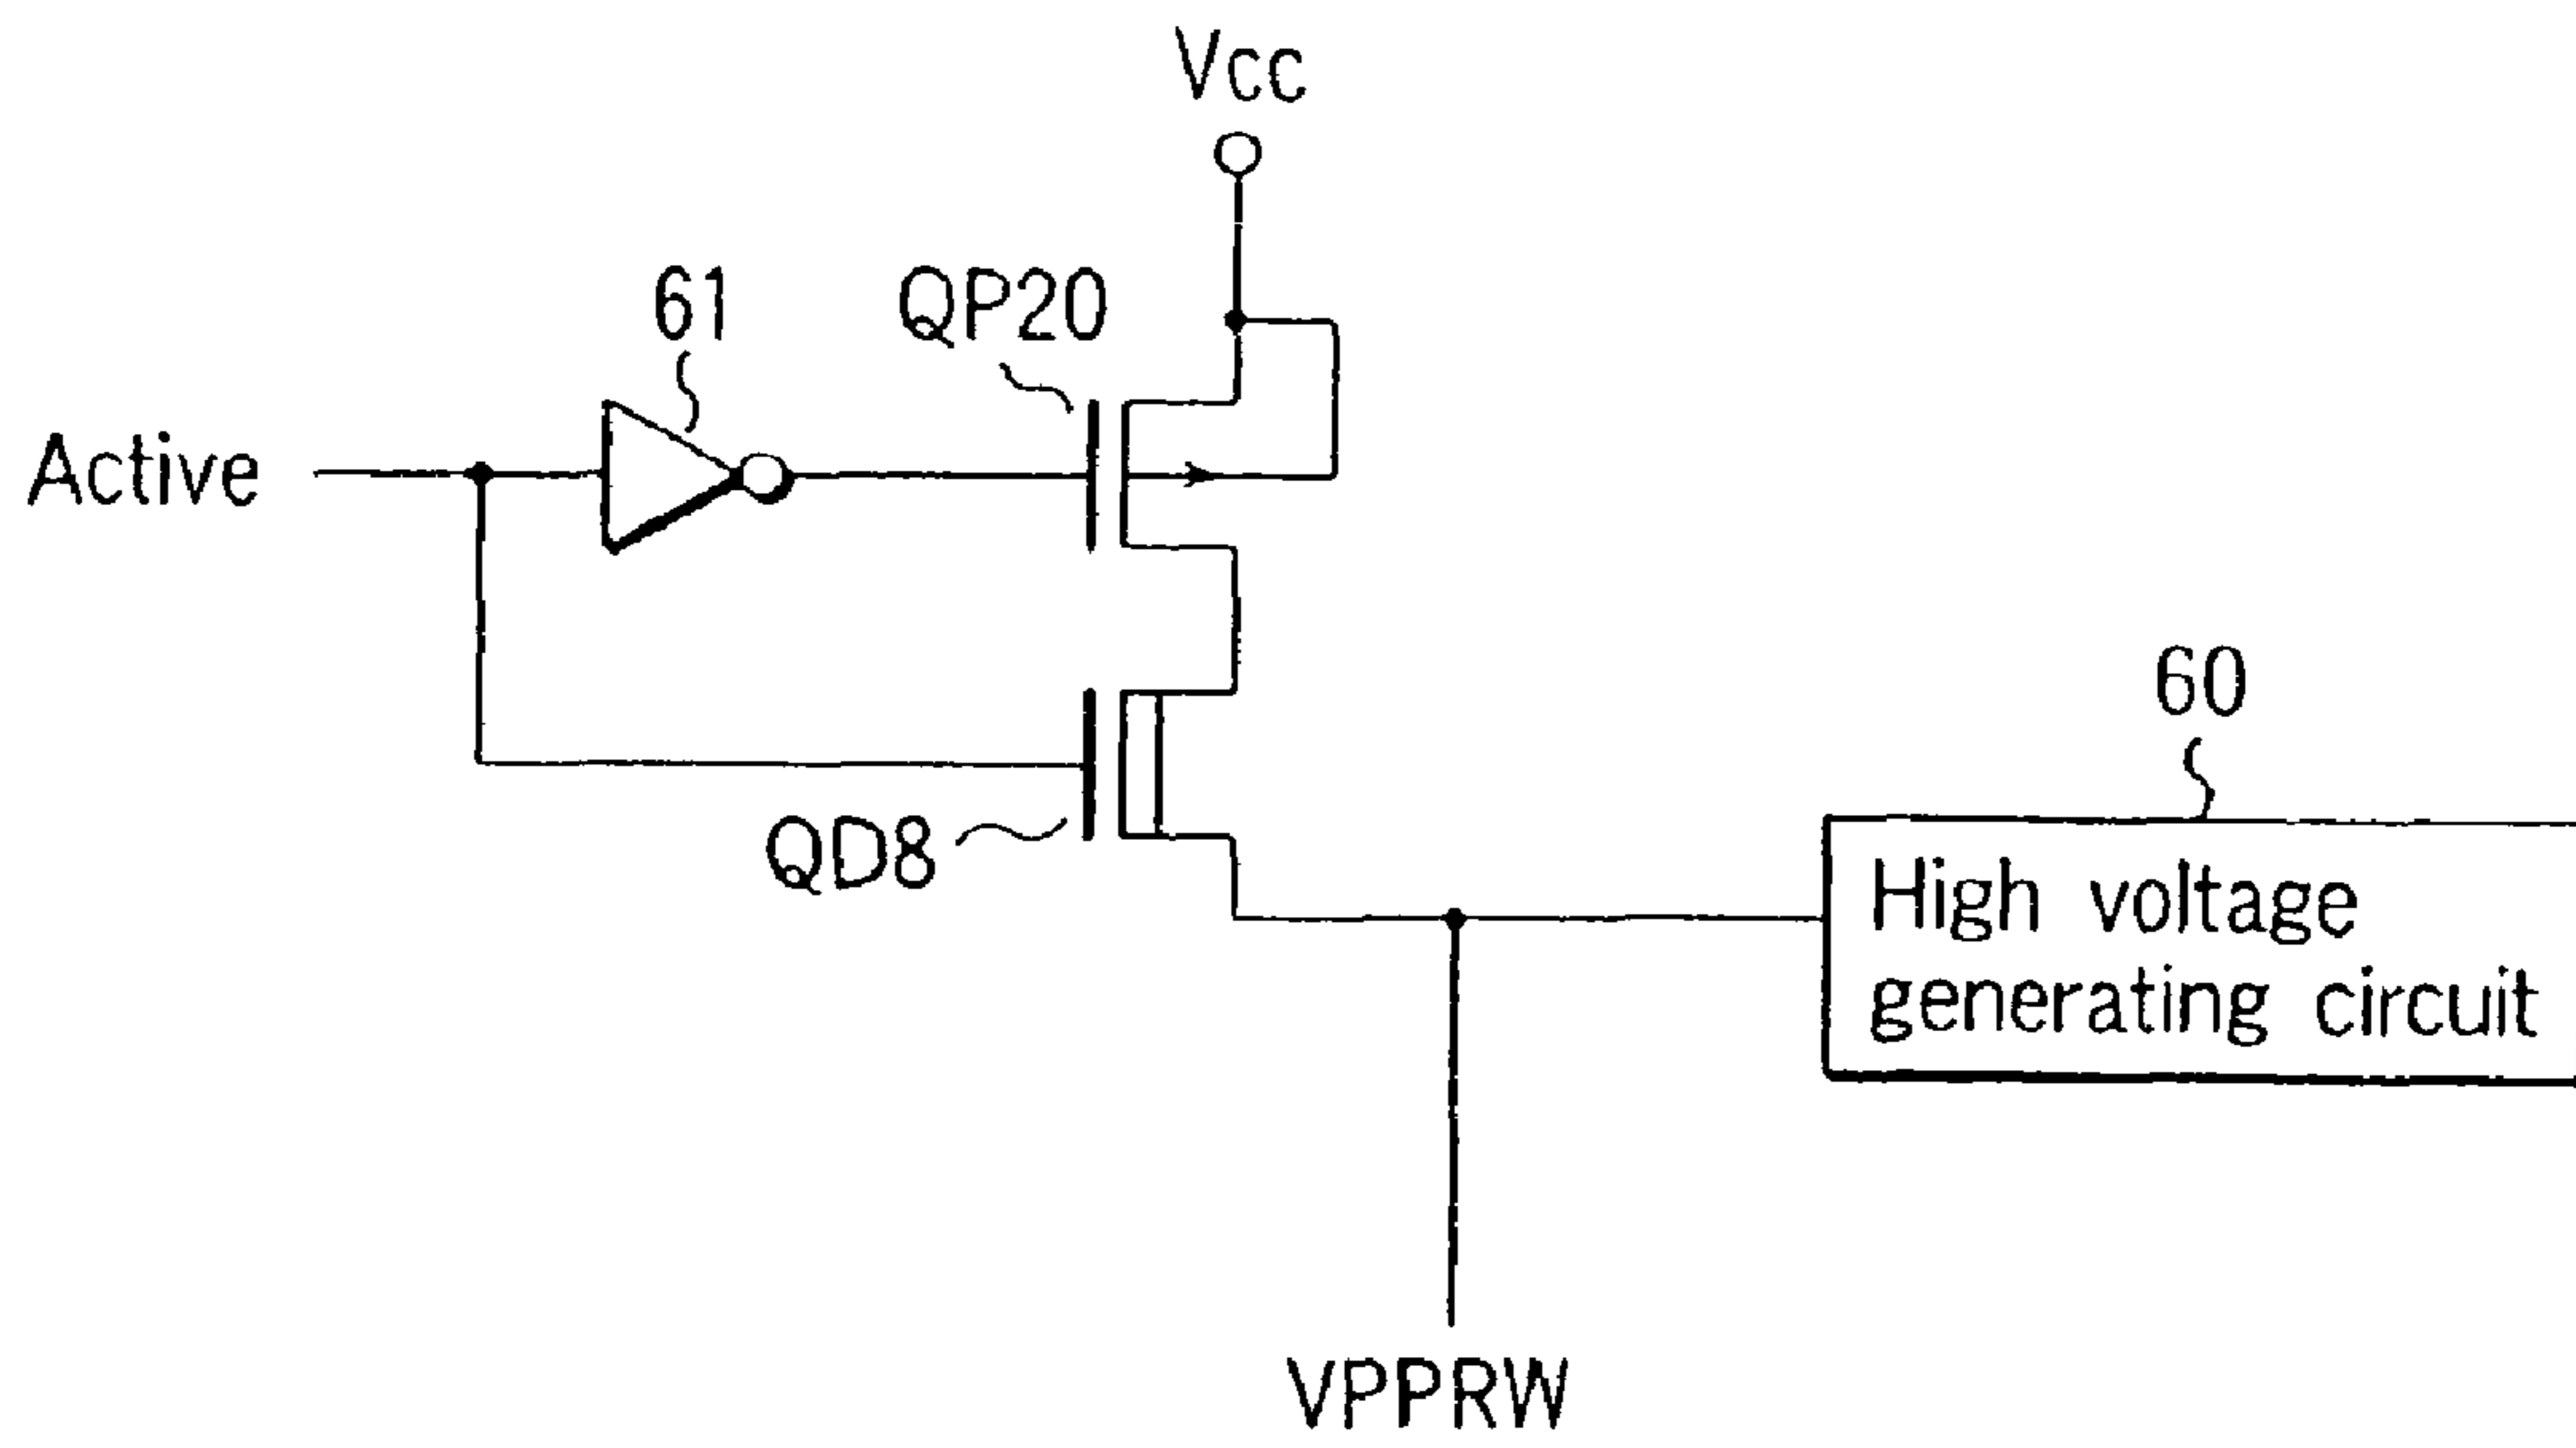 Vcc
61
QP20
Active
60
QD8
High voltage
generating circuit
VPPRW